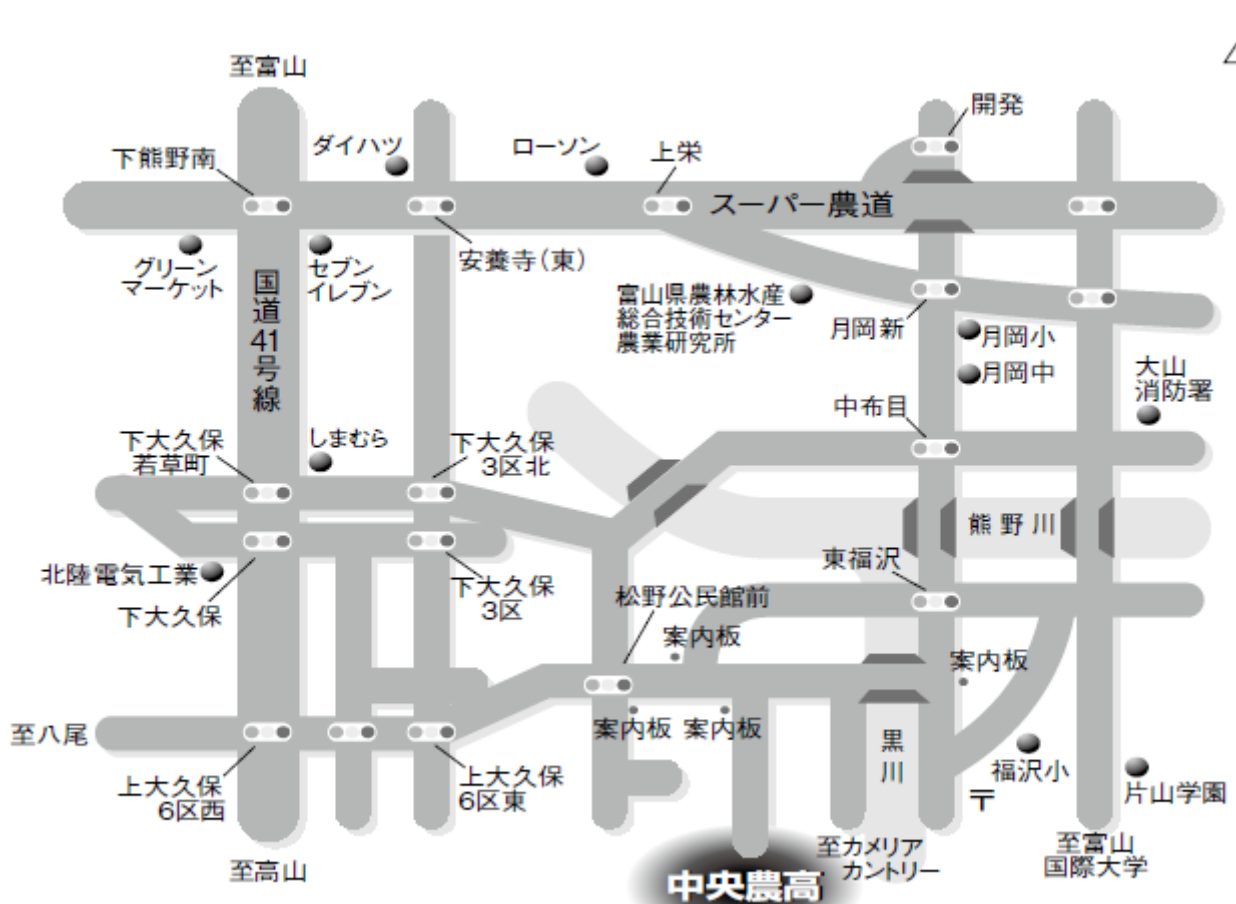 至富山
開発
ダイハツ
ローソン
上栄
下熊野南
スーパー農道
安養寺(東)
グリーン
マーケット
セブン
イレブン
国道41号線
富山県農林水産
総合技術センター
農業研究所
月岡新
月岡小
月岡中
大山
消防署
中布目
しまむら
下大久保
若草町
下大久保
3区北
熊野川
東福沢
北陸電気工業
下大久保
下大久保
3区
松野公民館前
案内板
案内板
案内板
案内板
至八尾
黒川
福沢小
〒
片山学園
上大久保
6区西
上大久保
6区東
至高山
中央農高
至カメリア
カントリー
至富山
国際大学